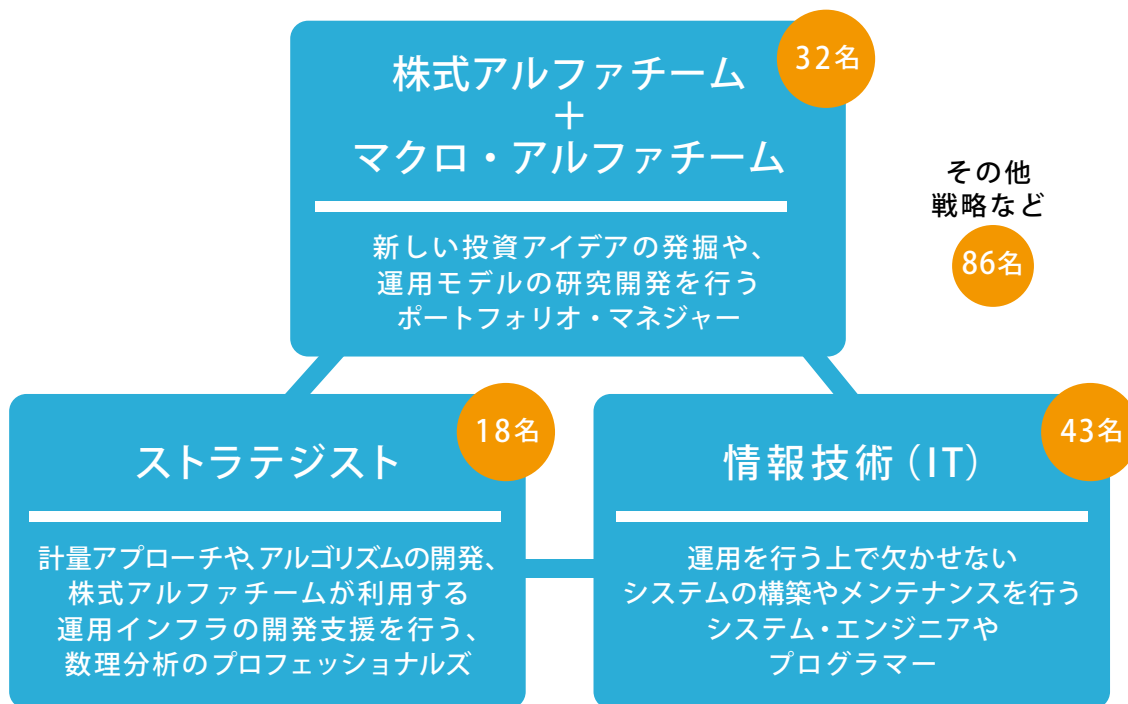 32名
株式アルファチーム
＋
マクロ・アルファチーム
新しい投資アイデアの発掘や、
運用モデルの研究開発を行う
ポートフォリオ・マネジャー
その他
戦略など
86名
18名
ストラテジスト
計量アプローチや、アルゴリズムの開発、
株式アルファチームが利用する
運用インフラの開発支援を行う、
数理分析のプロフェッショナルズ
43名
情報技術（IT）
運用を行う上で欠かせない
システムの構築やメンテナンスを行う
システム・エンジニアや
プログラマー